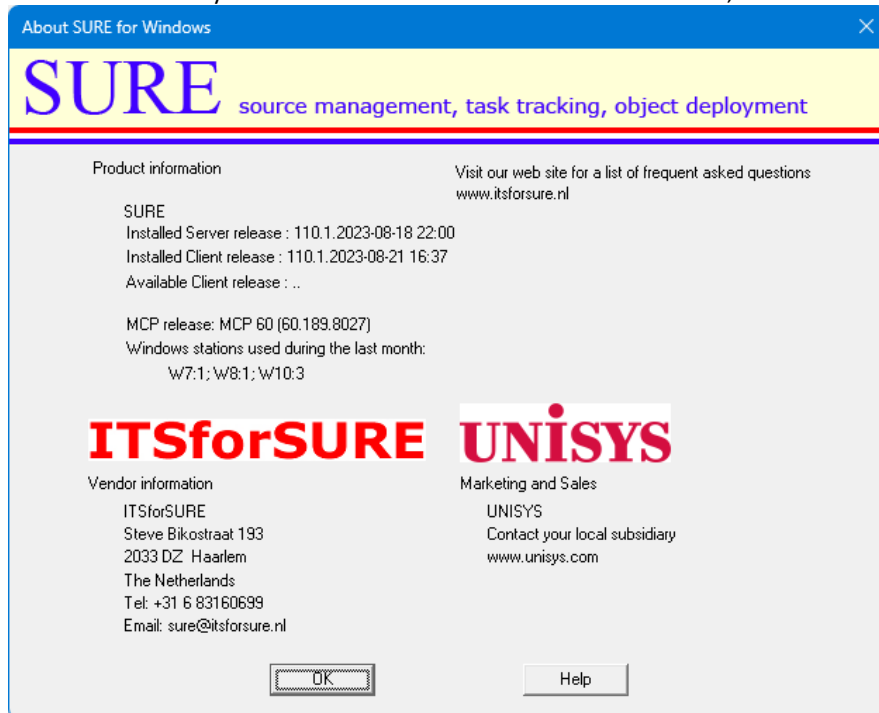 About SURE for Windows
SURE source management, task tracking, object deployment
Product information
Visit our web site for a list of frequent asked questions
www.itsforsure.nl
SURE
Installed Server release : 110.1.2023-08-18 22:00
Installed Client release : 110.1.2023-08-21 16:37
Available Client release : ..
MCP release: MCP 60 (60.189.8027)
Windows stations used during the last month:
W7:1; W8:1; W10:3
ITSforSURE
UNiSYS
Vendor information
Marketing and Sales
ITSforSURE
Steve Bikostraat 193
2033 DZ Haarlem
The Netherlands
Tel: +31 6 83160699
Email: sure@itsforsure.nl
UNISYS
Contact your local subsidiary
www.unisys.com
OK
Help